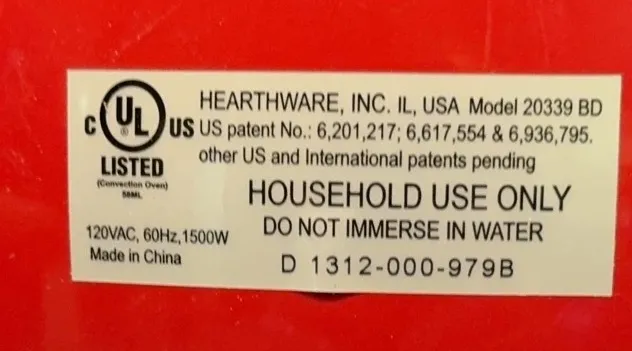 C UL US
®
LISTED
(Convection Oven)
58ML
120VAC, 60Hz,1500W
Made in China
HEARTHWARE, INC. IL, USA Model 20339 BD
US patent No.: 6,201,217; 6,617,554 & 6,936,795.
other US and International patents pending
HOUSEHOLD USE ONLY
DO NOT IMMERSE IN WATER
D 1312-000-979B